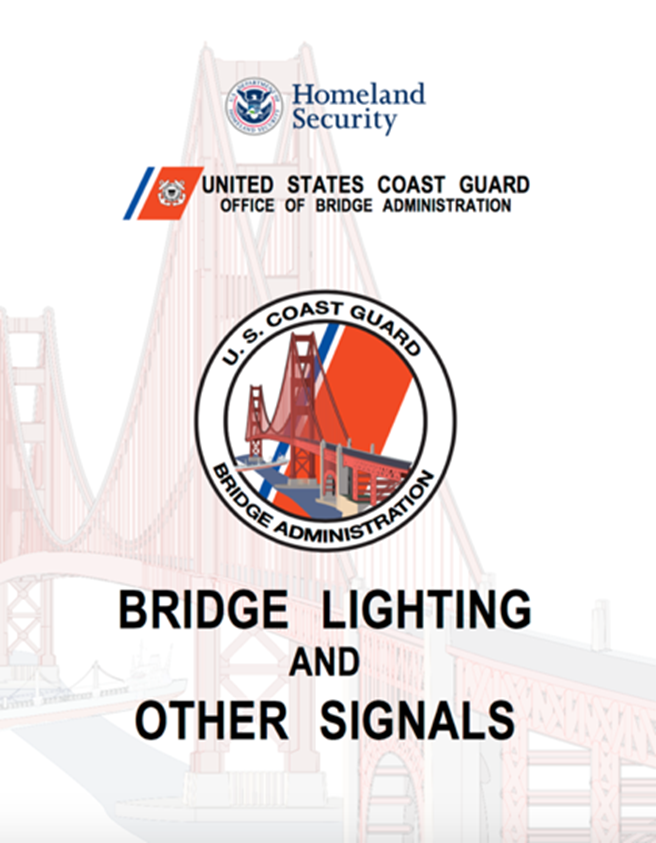 U.S. DEPARTMENT OF
HOMELAND SECURITY
Homeland
Security
UNITED STATES COAST GUARD
OFFICE OF BRIDGE ADMINISTRATION
U. S. COAST GUARD
BRIDGE ADMINISTRATION
BRIDGE LIGHTING
AND
OTHER SIGNALS